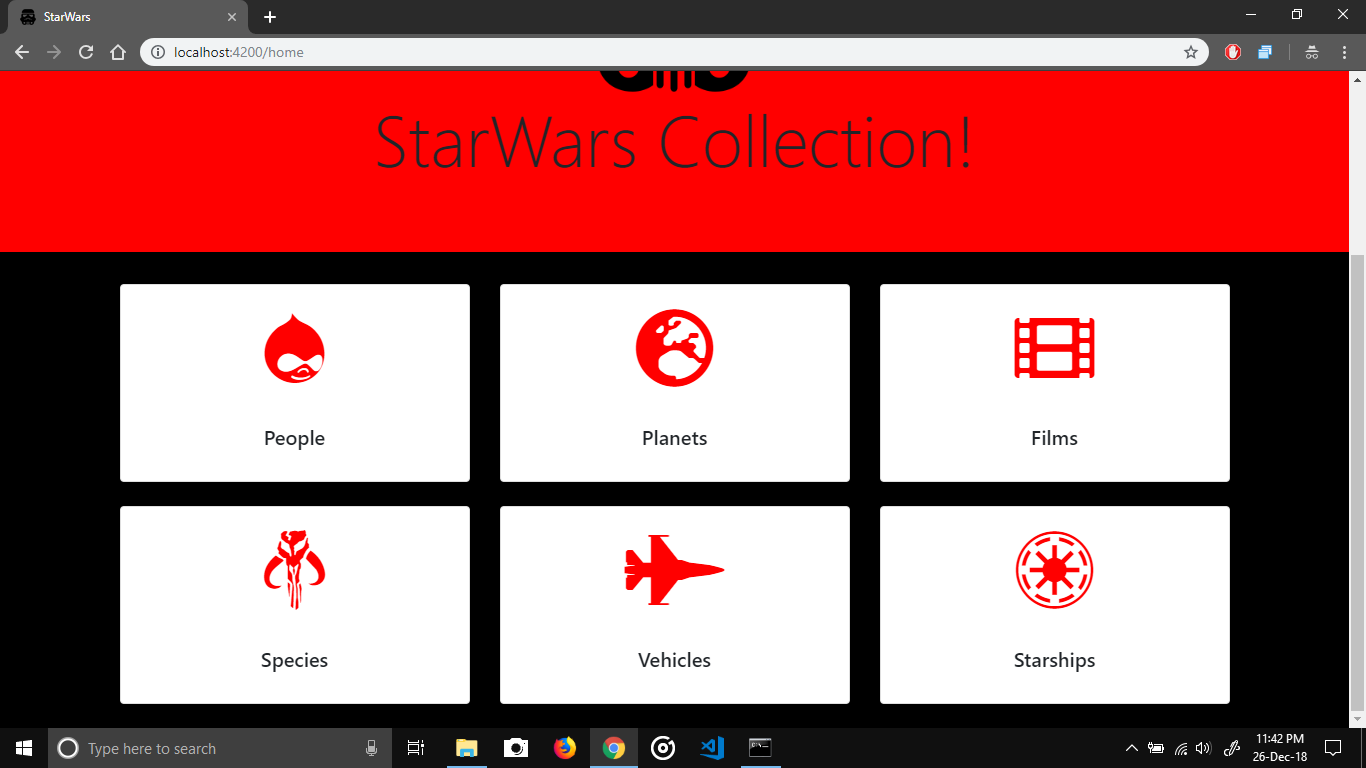 StarWars
localhost:4200/home
StarWars Collection!
People
Planets
Films
Species
Vehicles
Starships
Type here to search
11:42 PM
26-Dec-18